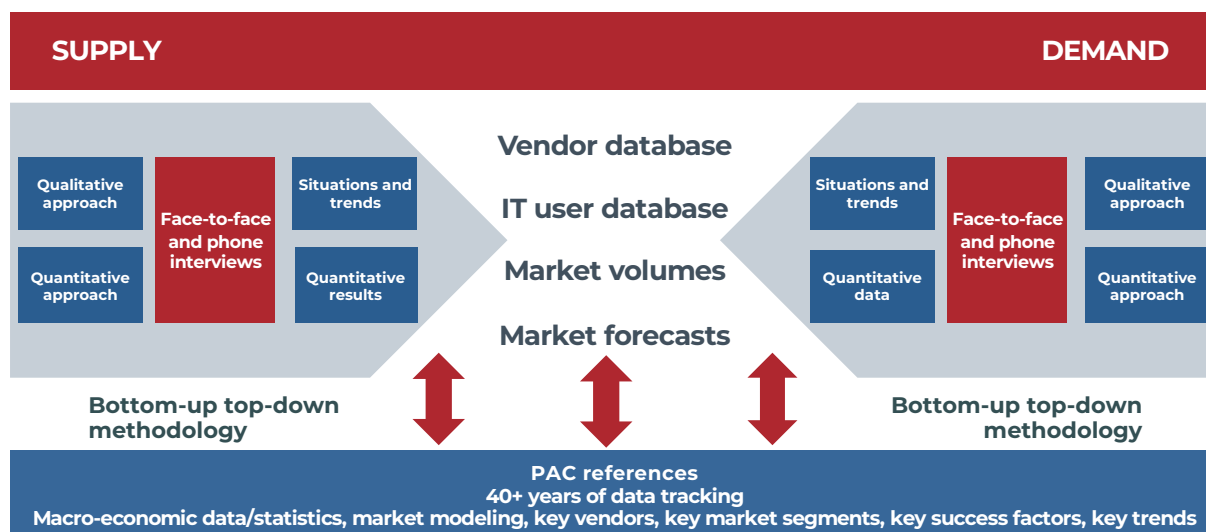 SUPPLY
DEMAND
Qualitative
approach
Quantitative
approach
Face-to-face
and phone
interviews
Situations and
trends
Quantitative
results
Vendor database
IT user database
Market volumes
Market forecasts
Situations and
trends
Quantitative
data
Face-to-face
and phone
interviews
Qualitative
approach
Quantitative
approach
Bottom-up top-down
methodology
Bottom-up top-down
methodology
PAC references
40+ years of data tracking
Macro-economic data/statistics, market modeling, key vendors, key market segments, key success factors, key trends